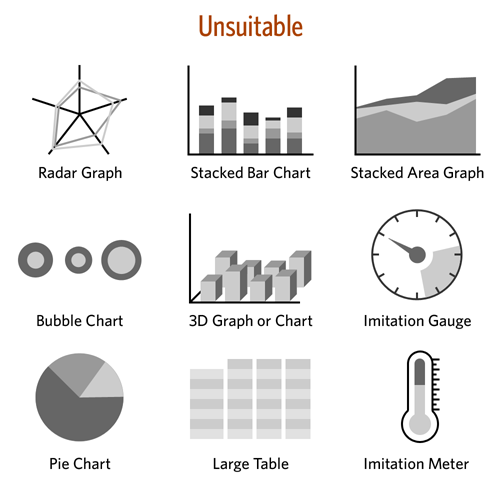 Unsuitable
Radar Graph
Stacked Bar Chart
Stacked Area Graph
Bubble Chart
3D Graph or Chart
Imitation Gauge
Pie Chart
Large Table
Imitation Meter